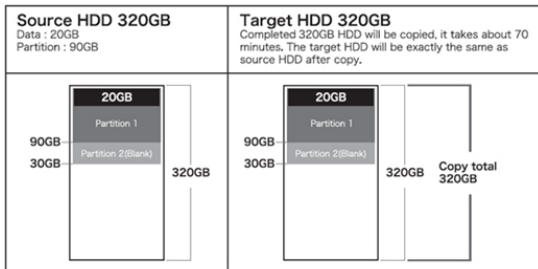 Source HDD 320GB
Data : 20GB
Partition : 90GB
Target HDD 320GB
Completed 320GB HDD will be copied, it takes about 70
minutes. The target HDD will be exactly the same as
source HDD after copy.
20GB
Partition 1
90GB
Partition 2(Blank)
30GB
320GB
20GB
Partition 1
90GB
Partition 2(Blank)
30GB
320GB
Copy total
320GB